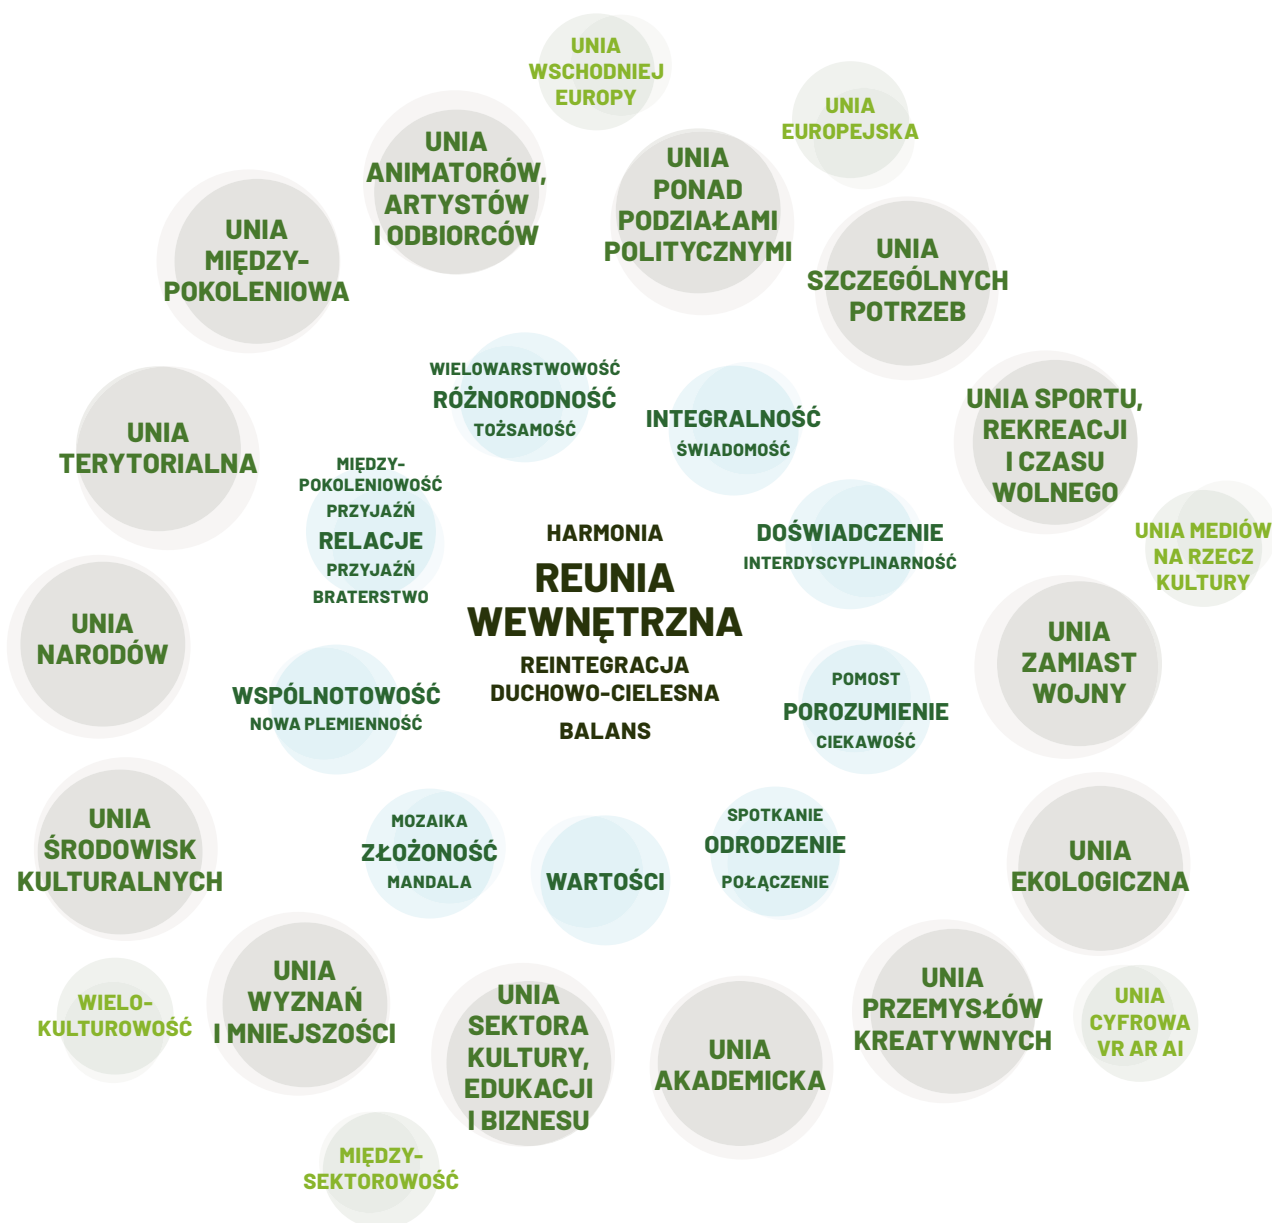 UNIA
WSCHODNIEJ
EUROPY
UNIA
EUROPEJSKA
UNIA
ANIMATORÓW,
ARTYSTÓW
I ODBIORCÓW
UNIA
PONAD
PODZIAŁAMI
POLITYCZNYMI
UNIA
MIĘDZY-
POKOLENIOWA
UNIA
SZCZEGÓLNYCH
POTRZEB
WIELOWARSTWOWOŚĆ
RÓŻNORODNOŚĆ
TOŻSAMOŚĆ
INTEGRALNOŚĆ
ŚWIADOMOŚĆ
UNIA SPORTU,
REKREACJI
I CZASU
WOLNEGO
UNIA
TERYTORIALNA
MIĘDZY-
POKOLENIOWOŚĆ
PRZYJAŹŃ
RELACJE
PRZYJAŹŃ
BRATERSTWO
HARMONIA
REUNIA
WEWNĘTRZNA
REINTEGRACJA
DUCHOWO-CIELESNA
BALANS
DOŚWIADCZENIE
INTERDYSCYPLINARNOŚĆ
UNIA MEDIÓW
NA RZECZ
KULTURY
UNIA
NARODÓW
UNIA
ZAMIAST
WOJNY
WSPÓLNOTOWOŚĆ
NOWA PLEMIENNOŚĆ
POMOST
POROZUMIENIE
CIEKAWOŚĆ
UNIA
ŚRODOWISK
KULTURALNYCH
MOZAIKA
ZŁOŻONOŚĆ
MANDALA
WARTOŚCI
SPOTKANIE
ODRODZENIE
POŁĄCZENIE
UNIA
EKOLOGICZNA
WIELO-
KULTUROWOŚĆ
UNIA
WYZNAŃ
I MNIEJSZOŚCI
UNIA
SEKTORA
KULTURY,
EDUKACJI
I BIZNESU
UNIA
AKADEMICKA
UNIA
PRZEMYSŁÓW
KREATYWNYCH
UNIA
CYFROWA
VR AR AI
MIĘDZY-
SEKTOROWOŚĆ